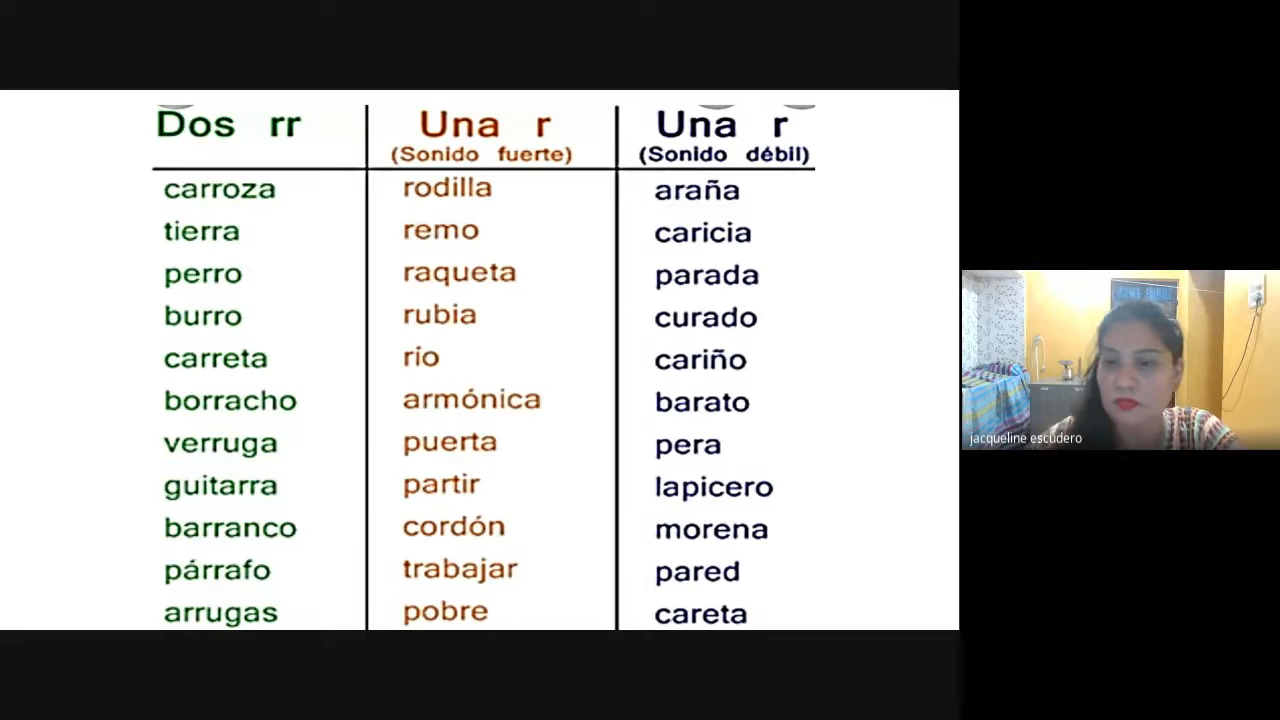 Dos rr Una r Una r
(Sonido fuerte) (Sonido débil)
carroza rodilla araña
tierra remo caricia
perro raqueta parada
burro rubia curado
carreta río cariño
borracho armónica barato
verruga puerta pera
guitarra partir lapicero
barranco cordón morena
párrafo trabajar pared
arrugas pobre careta
jacqueline escudero